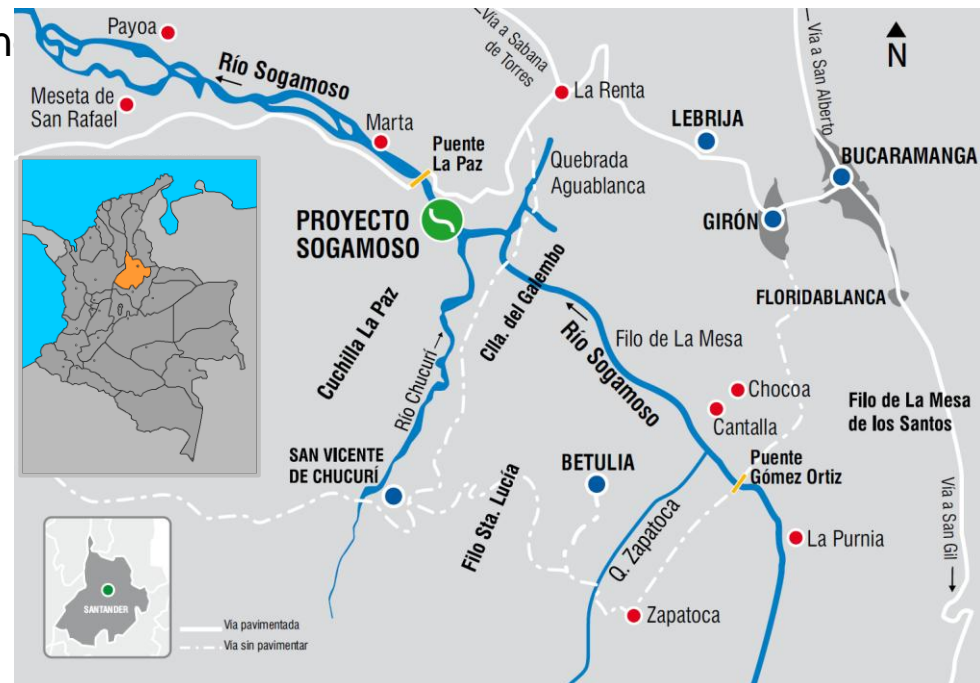 n
Payoa
Río Sogamoso
Meseta de
San Rafael
Marta
Puente
La Paz
Vía a Sabana
de Torres
La Renta
N
Vía a San Alberto
LEBRIJA
BUCARAMANGA
Quebrada
Aguablanca
GIRÓN
PROYECTO
SOGAMOSO
FLORIDABLANCA
Cuchilla La Paz
Río Chucurí
Clla. del Galembo
Río Sogamoso
Filo de La Mesa
Chocoa
Cantalla
Filo de La Mesa
de los Santos
SAN VICENTE
DE CHUCURÍ
Filo Sta. Lucía
BETULIA
Puente
Gómez Ortiz
Q. Zapatoca
La Purnia
Vía a San Gil
Zapatoca
SANTANDER
Vía pavimentada
Vía sin pavimentar